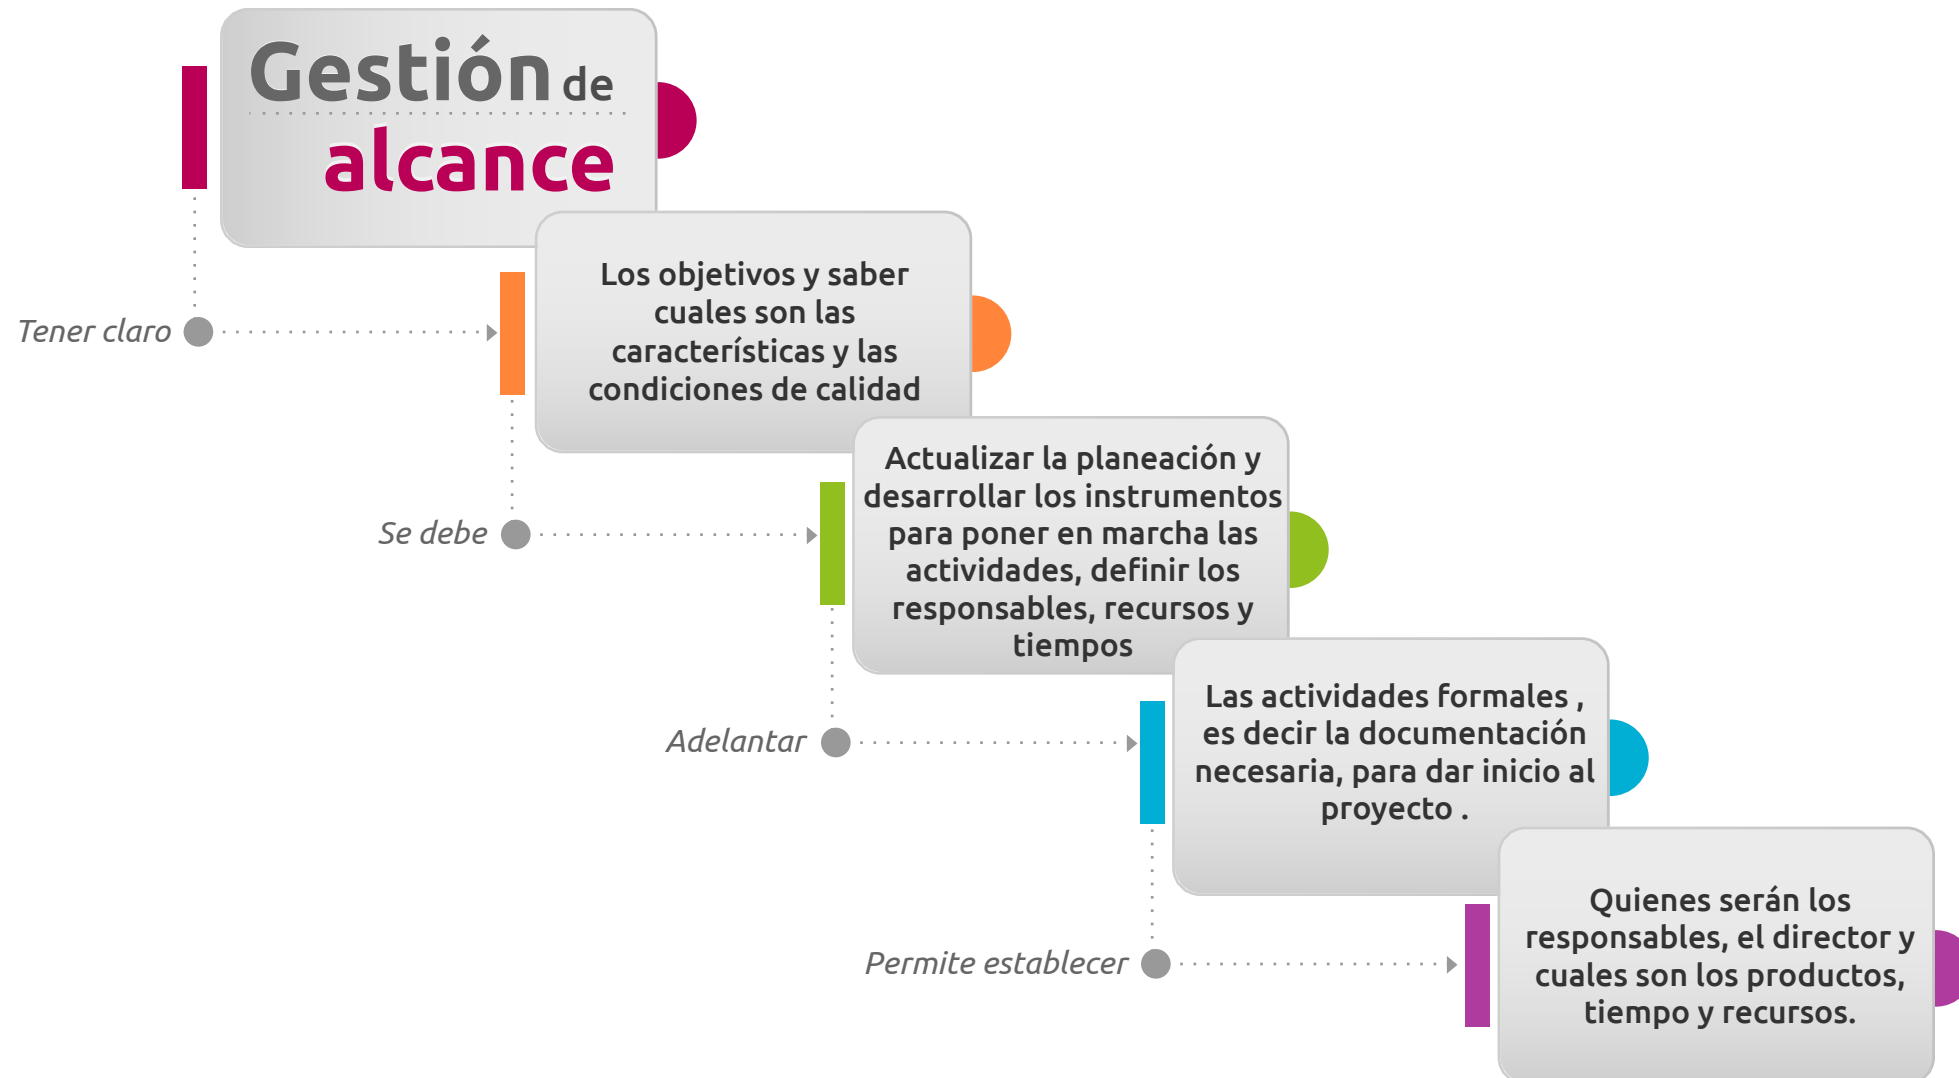 Gestión de
alcance
Tener claro
Los objetivos y saber
cuales son las
características y las
condiciones de calidad
Se debe
Actualizar la planeación y
desarrollar los instrumentos
para poner en marcha las
actividades, definir los
responsables, recursos y
tiempos
Adelantar
Las actividades formales ,
es decir la documentación
necesaria, para dar inicio al
proyecto .
Permite establecer
Quienes serán los
responsables, el director y
cuales son los productos,
tiempo y recursos.